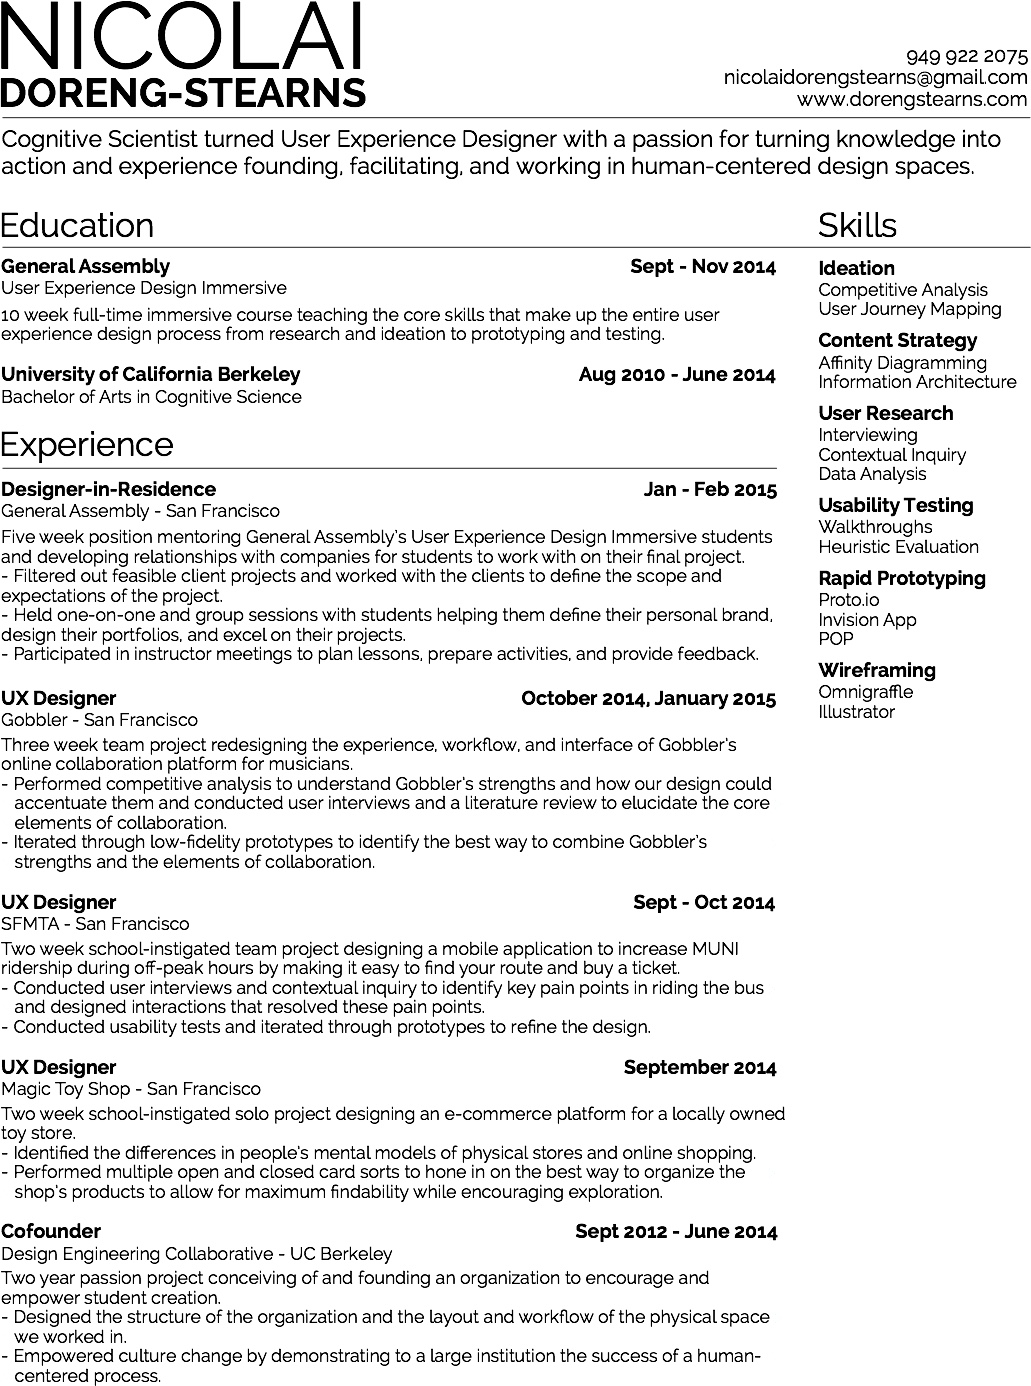 NICOLAI
DORENG-STEARNS
949 922 2075
nicolaidorengstearns@gmail.com
www.dorengstearns.com
Cognitive Scientist turned User Experience Designer with a passion for turning knowledge into
action and experience founding, facilitating, and working in human-centered design spaces.
Education
General Assembly Sept - Nov 2014
User Experience Design Immersive
10 week full-time immersive course teaching the core skills that make up the entire user
experience design process from research and ideation to prototyping and testing.
University of California Berkeley Aug 2010 - June 2014
Bachelor of Arts in Cognitive Science
Experience
Designer-in-Residence Jan - Feb 2015
General Assembly - San Francisco
Five week position mentoring General Assembly's User Experience Design Immersive students
and developing relationships with companies for students to work with on their final project.
- Filtered out feasible client projects and worked with the clients to define the scope and
expectations of the project.
- Held one-on-one and group sessions with students helping them define their personal brand,
design their portfolios, and excel on their projects.
- Participated in instructor meetings to plan lessons, prepare activities, and provide feedback.
UX Designer October 2014, January 2015
Gobbler - San Francisco
Three week team project redesigning the experience, workflow, and interface of Gobbler's
online collaboration platform for musicians.
- Performed competitive analysis to understand Gobbler's strengths and how our design could
accentuate them and conducted user interviews and a literature review to elucidate the core
elements of collaboration.
- Iterated through low-fidelity prototypes to identify the best way to combine Gobbler's
strengths and the elements of collaboration.
UX Designer Sept - Oct 2014
SFMTA - San Francisco
Two week school-instigated team project designing a mobile application to increase MUNI
ridership during off-peak hours by making it easy to find your route and buy a ticket.
- Conducted user interviews and contextual inquiry to identify key pain points in riding the bus
and designed interactions that resolved these pain points.
- Conducted usability tests and iterated through prototypes to refine the design.
UX Designer September 2014
Magic Toy Shop - San Francisco
Two week school-instigated solo project designing an e-commerce platform for a locally owned
toy store.
- Identified the differences in people's mental models of physical stores and online shopping.
- Performed multiple open and closed card sorts to hone in on the best way to organize the
shop's products to allow for maximum findability while encouraging exploration.
Cofounder Sept 2012 - June 2014
Design Engineering Collaborative - UC Berkeley
Two year passion project conceiving of and founding an organization to encourage and
empower student creation.
- Designed the structure of the organization and the layout and workflow of the physical space
we worked in.
- Empowered culture change by demonstrating to a large institution the success of a human-
centered process.
Skills
Ideation
Competitive Analysis
User Journey Mapping
Content Strategy
Affinity Diagramming
Information Architecture
User Research
Interviewing
Contextual Inquiry
Data Analysis
Usability Testing
Walkthroughs
Heuristic Evaluation
Rapid Prototyping
Proto.io
Invision App
POP
Wireframing
Omnigraffle
Illustrator